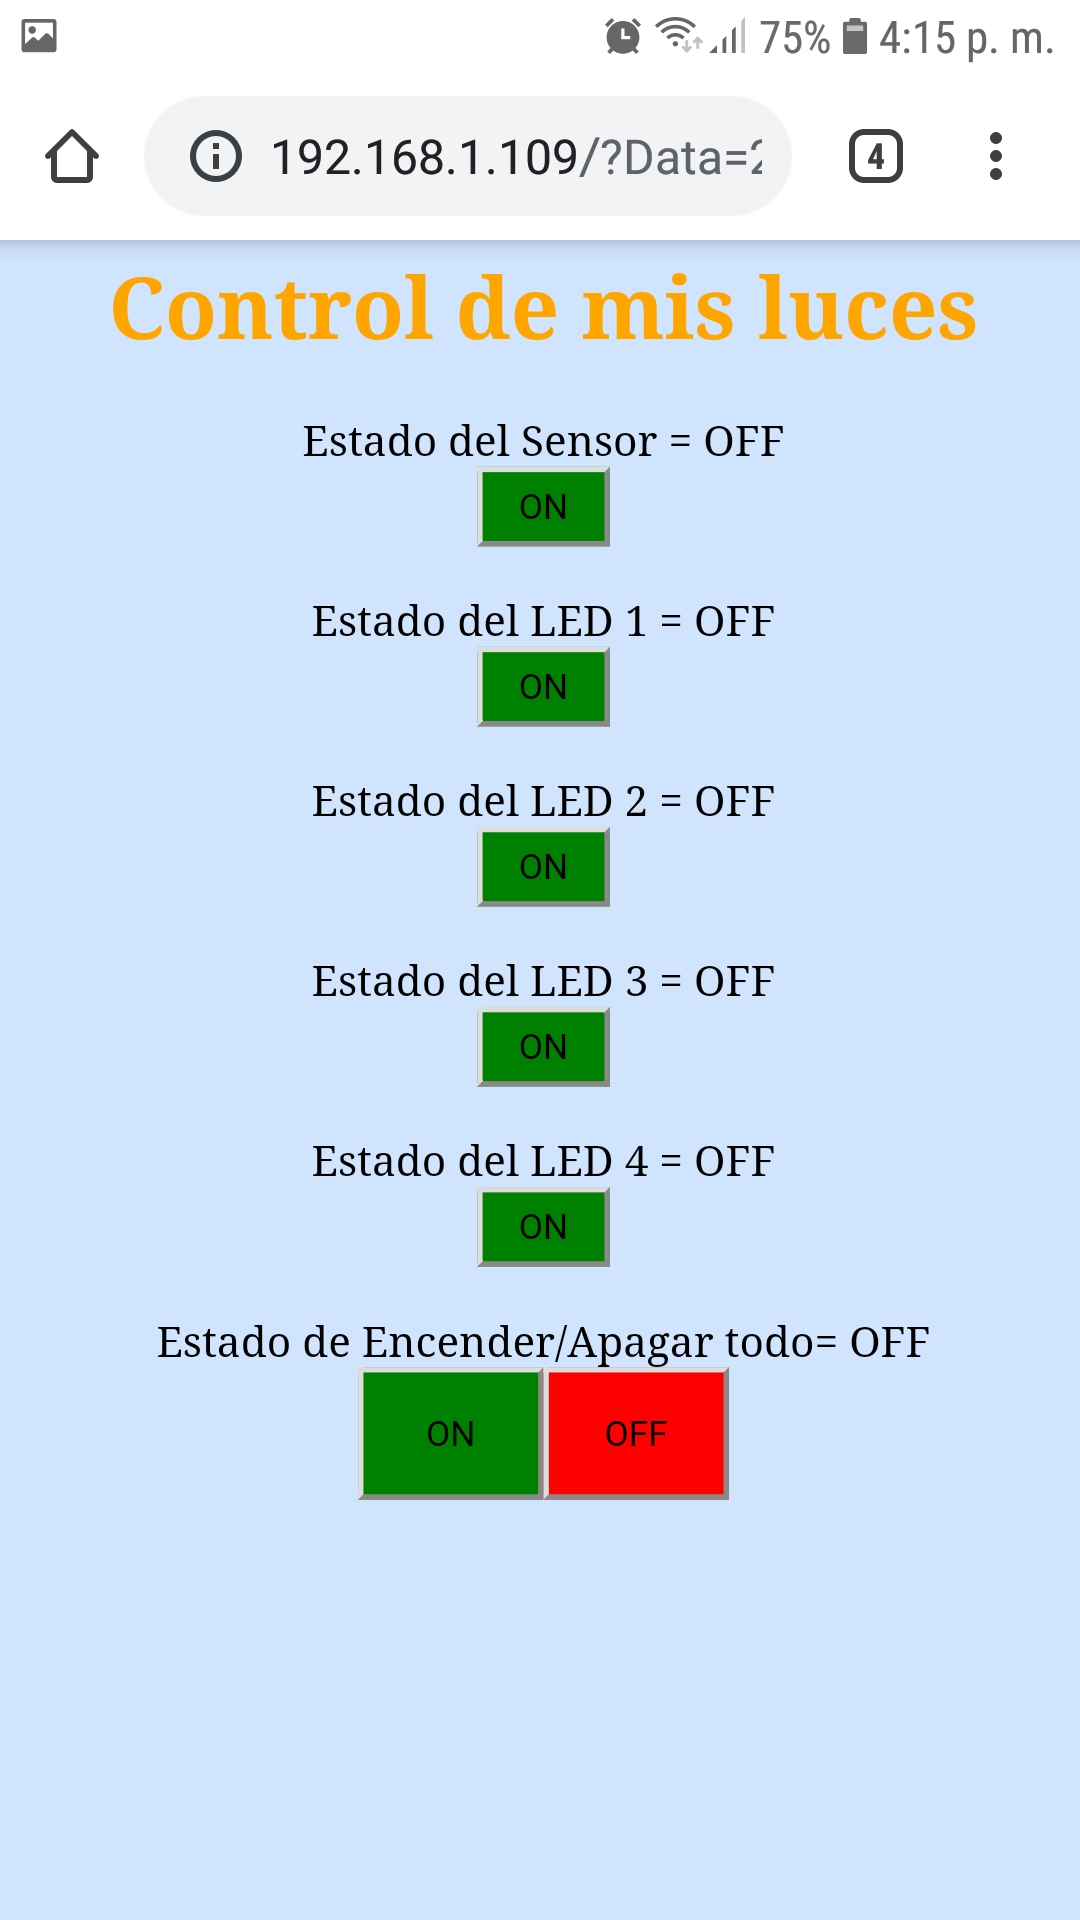 75% 4:15 p. m.
192.168.1.109/?Data=
4
Control de mis luces
Estado del Sensor = OFF
ON
Estado del LED 1 = OFF
ON
Estado del LED 2 = OFF
ON
Estado del LED 3 = OFF
ON
Estado del LED 4 = OFF
ON
Estado de Encender/Apagar todo= OFF
ON OFF